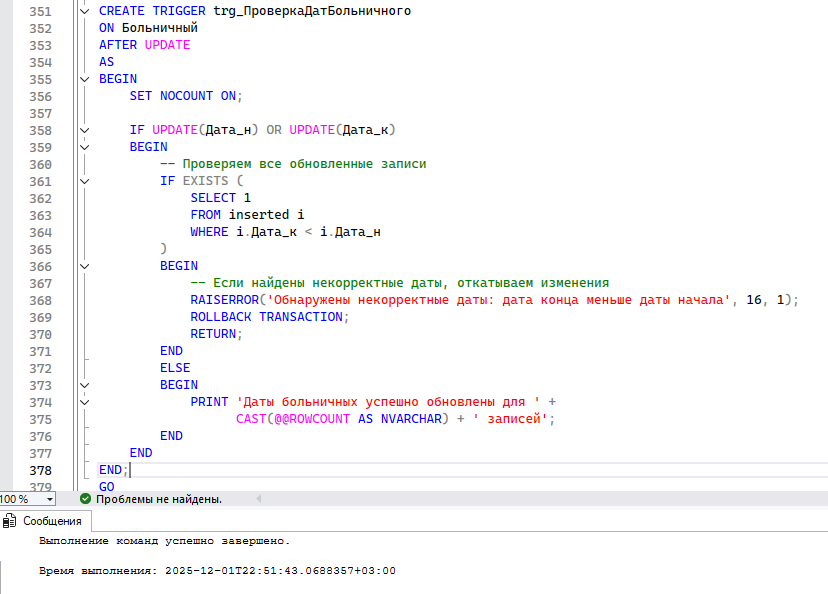 351 CREATE TRIGGER trg_ПроверкаДатБольничного
352 ON Больничный
353 AFTER UPDATE
354 AS
355 BEGIN
356     SET NOCOUNT ON;
357
358     IF UPDATE(Дата_н) OR UPDATE(Дата_к)
359     BEGIN
360         -- Проверяем все обновленные записи
361         IF EXISTS (
362             SELECT 1
363             FROM inserted i
364             WHERE i.Дата_к < i.Дата_н
365         )
366         BEGIN
367             -- Если найдены некорректные даты, откатываем изменения
368             RAISERROR('Обнаружены некорректные даты: дата конца меньше даты начала', 16, 1);
369             ROLLBACK TRANSACTION;
370             RETURN;
371         END
372         ELSE
373         BEGIN
374             PRINT 'Даты больничных успешно обновлены для ' +
375                   CAST(@@ROWCOUNT AS NVARCHAR) + ' записей';
376         END
377     END
378 END;
379 GO
100 % Проблемы не найдены.
Сообщения
Выполнение команд успешно завершено.
Время выполнения: 2025-12-01T22:51:43.0688357+03:00